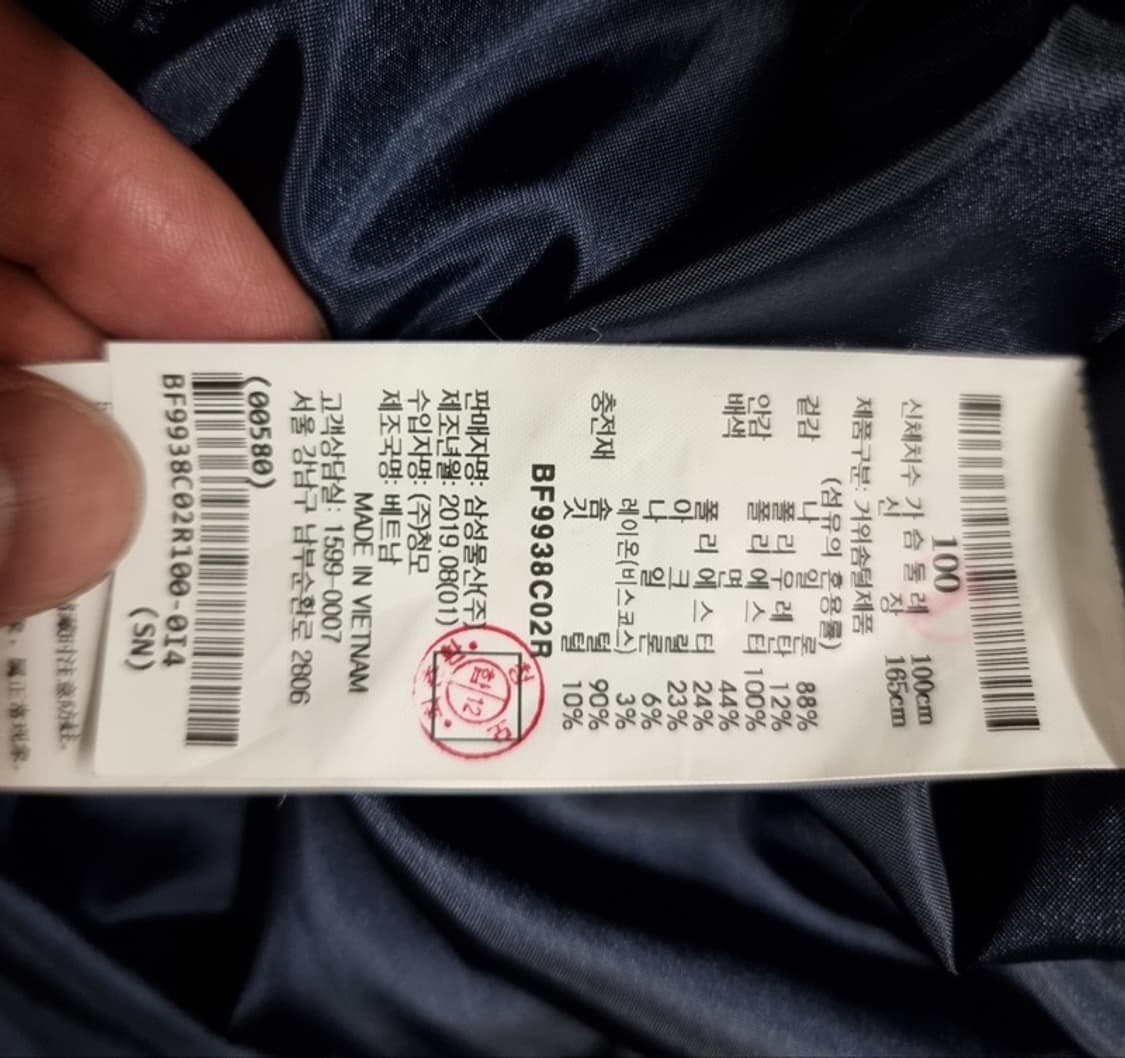 100
신체치수 가 슴 둘 레 100cm
신 장 165cm
제품구분: 거위솜털제품
(섬유의 혼용률)
겉감 나 일 론 88%
폴 리 우 레 탄 12%
안감 폴 리 에 스 터 100%
배색 면 44%
폴 리 에 스 터 24%
아 크 릴 23%
나 일 론 6%
레이온(비스코스) 3%
충전재 솜 털 90%
깃 털 10%
BF9938C02R
판매자명: 삼성물산(주)
제조년월: 2019.08(01)
수입자명: (주)청모
제조국명: 베트남
MADE IN VIETNAM
고객상담실: 1599-0007
서울 강남구 남부순환로 2806
(00580)
BF9938C02R100-0I4
(SN)
합/12